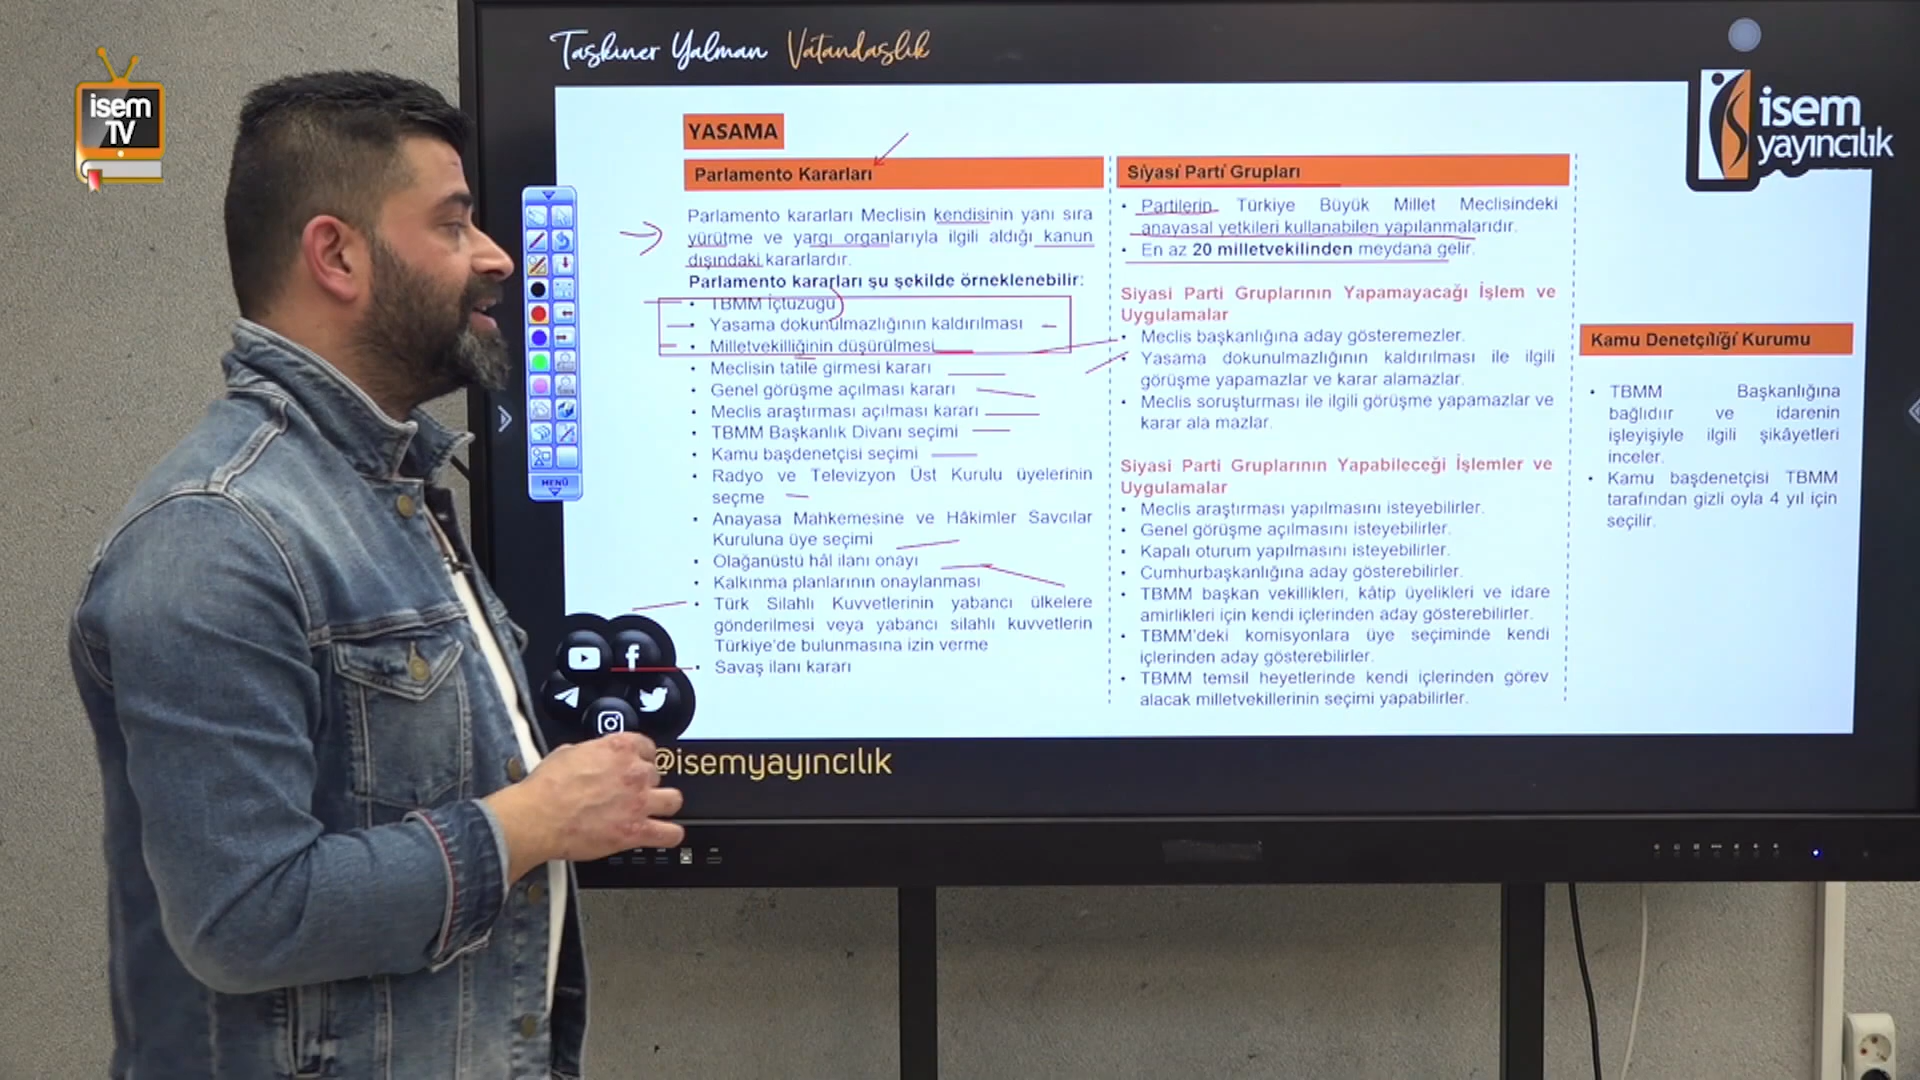 isem
TV
Taşkıner Yalman Vatandaşlık
isem
yayıncılık
YASAMA
Parlamento Kararları
Parlamento kararları Meclisin kendisinin yanı sıra
yürütme ve yargı organlarıyla ilgili aldığı kanun
dışındaki kararlardır.
Parlamento kararları şu şekilde örneklenebilir:
• TBMM İçtüzüğü
• Yasama dokunulmazlığının kaldırılması
• Milletvekilliğinin düşürülmesi
• Meclisin tatile girmesi kararı
• Genel görüşme açılması kararı
• Meclis araştırması açılması kararı
• TBMM Başkanlık Divanı seçimi
• Kamu başdenetçisi seçimi
• Radyo ve Televizyon Üst Kurulu üyelerinin
seçme
• Anayasa Mahkemesine ve Hâkimler Savcılar
Kuruluna üye seçimi
• Olağanüstü hâl ilanı onayı
• Kalkınma planlarının onaylanması
• Türk Silahlı Kuvvetlerinin yabancı ülkelere
gönderilmesi veya yabancı silahlı kuvvetlerin
Türkiye'de bulunmasına izin verme
• Savaş ilanı kararı
Siyasi Parti Grupları
• Partilerin Türkiye Büyük Millet Meclisindeki
anayasal yetkileri kullanabilen yapılanmalarıdır.
• En az 20 milletvekilinden meydana gelir.
Siyasi Parti Gruplarının Yapamayacağı İşlem ve
Uygulamalar
• Meclis başkanlığına aday gösteremezler.
• Yasama dokunulmazlığının kaldırılması ile ilgili
görüşme yapamazlar ve karar alamazlar.
• Meclis soruşturması ile ilgili görüşme yapamazlar ve
karar ala mazlar.
Siyasi Parti Gruplarının Yapabileceği İşlemler ve
Uygulamalar
• Meclis araştırması yapılmasını isteyebilirler.
• Genel görüşme açılmasını isteyebilirler.
• Kapalı oturum yapılmasını isteyebilirler.
• Cumhurbaşkanlığına aday gösterebilirler.
• TBMM başkan vekillikleri, kâtip üyelikleri ve idare
amirlikleri için kendi içlerinden aday gösterebilirler.
• TBMM'deki komisyonlara üye seçiminde kendi
içlerinden aday gösterebilirler.
• TBMM temsil heyetlerinde kendi içlerinden görev
alacak milletvekillerinin seçimi yapabilirler.
Kamu Denetçiliği Kurumu
• TBMM Başkanlığına
bağlıdıır ve idarenin
işleyişiyle ilgili şikâyetleri
inceler.
• Kamu başdenetçisi TBMM
tarafından gizli oyla 4 yıl için
seçilir.
MENÜ
@isemyayıncılık